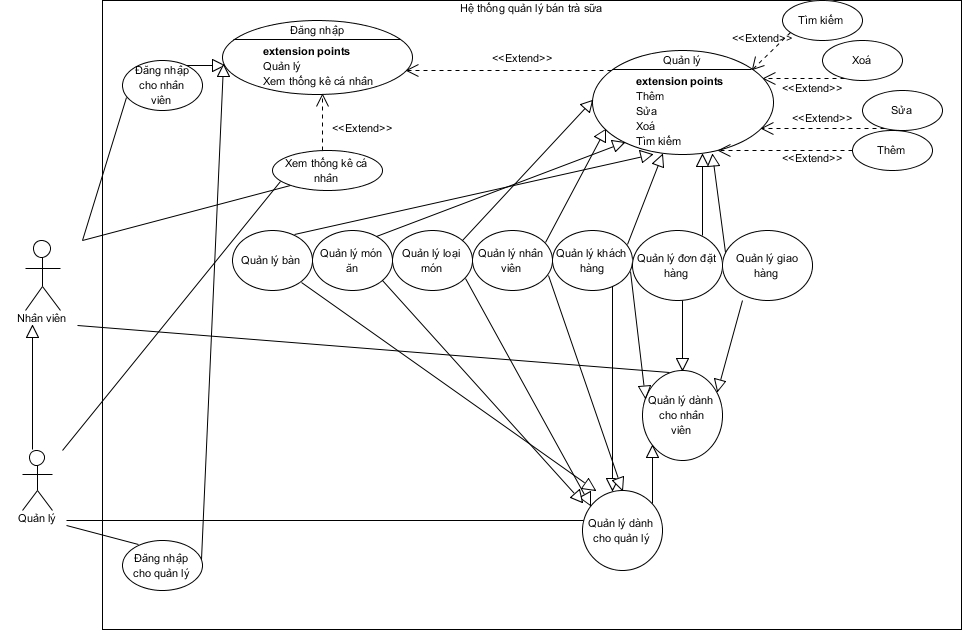 Hệ thống quản lý bán trà sữa
Đăng nhập
extension points
Quản lý
Xem thống kê cá nhân
Đăng nhập
cho nhân
viên
<<Extend>>
Quản lý
extension points
Thêm
Sửa
Xoá
Tìm kiếm
Tìm kiếm
<<Extend>>
Xoá
<<Extend>>
Sửa
<<Extend>>
Thêm
<<Extend>>
<<Extend>>
Xem thống kê cá
nhân
Quản lý bàn
Quản lý món
ăn
Quản lý loại
món
Quản lý nhân
viên
Quản lý khách
hàng
Quản lý đơn đặt
hàng
Quản lý giao
hàng
Nhân viên
Quản lý dành
cho nhân
viên
Quản lý
Quản lý dành
cho quản lý
Đăng nhập
cho quản lý